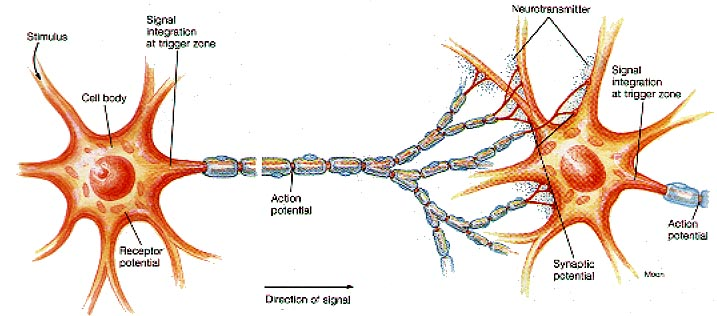 Stimulus
Signal
integration
at trigger zone
Cell body
Receptor
potential
Action
potential
Direction of signal
Neurotransmitter
Signal
integration
at trigger zone
Synaptic
potential
Action
potential
Moon